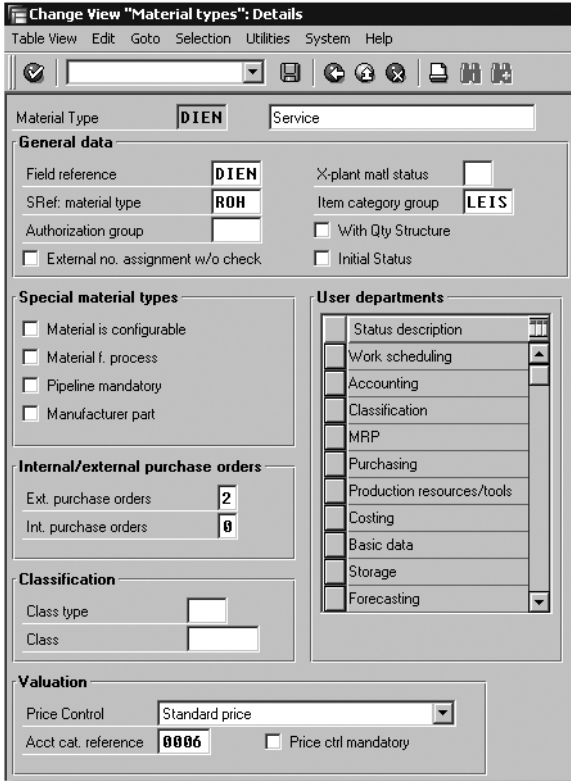 Change View "Material types": Details
Table View Edit Goto Selection Utilities System Help
Material Type DIEN Service
General data
Field reference DIEN X-plant matl status
SRef: material type ROH Item category group LEIS
Authorization group With Qty Structure
External no. assignment w/o check Initial Status
Special material types
Material is configurable
Material f. process
Pipeline mandatory
Manufacturer part
Internal/external purchase orders
Ext. purchase orders 2
Int. purchase orders 0
Classification
Class type
Class
User departments
Status description
Work scheduling
Accounting
Classification
MRP
Purchasing
Production resources/tools
Costing
Basic data
Storage
Forecasting
Valuation
Price Control Standard price
Acct cat. reference 0006 Price ctrl mandatory